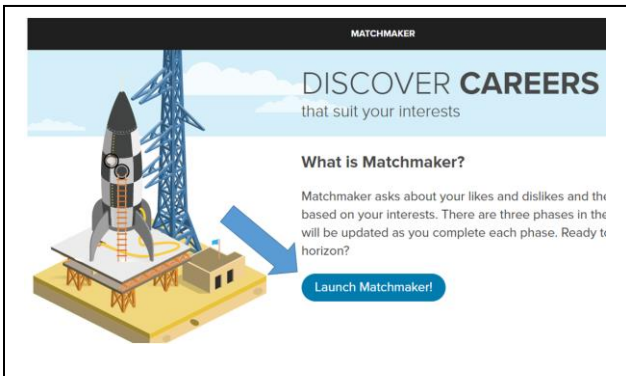 MATCHMAKER
DISCOVER CAREERS
that suit your interests
What is Matchmaker?
Matchmaker asks about your likes and dislikes and the
based on your interests. There are three phases in the
will be updated as you complete each phase. Ready to
horizon?
Launch Matchmaker!